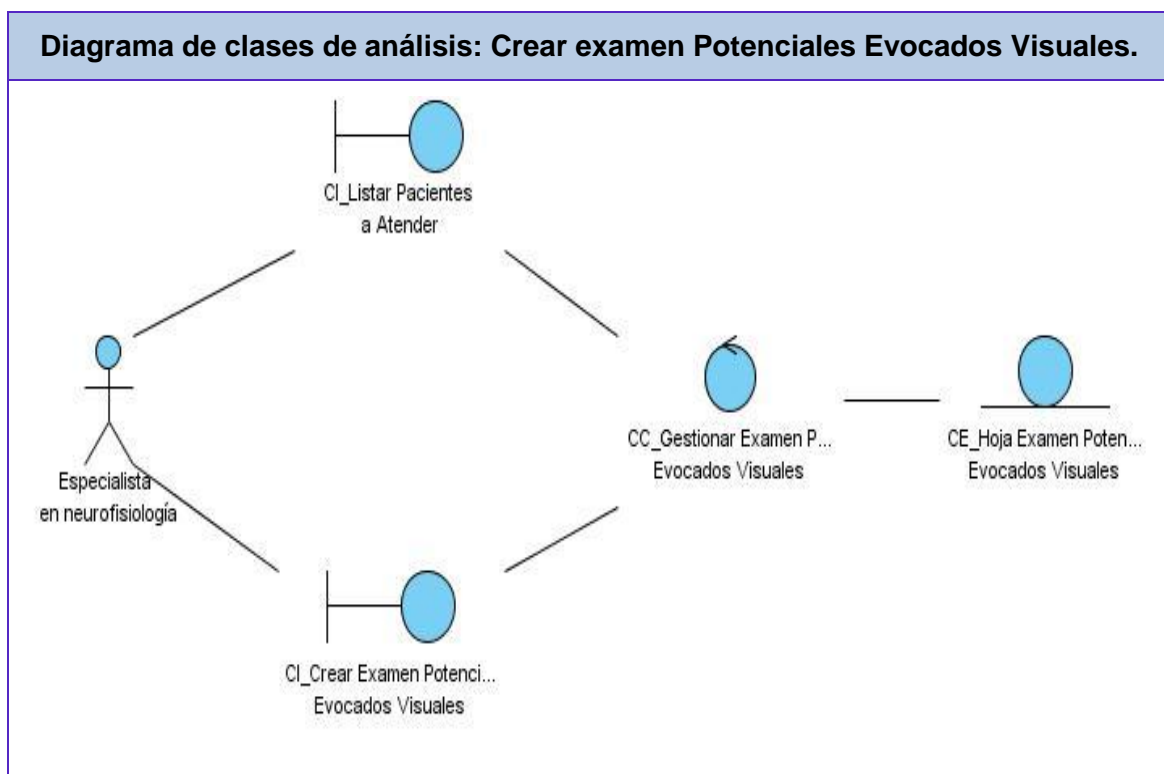 Diagrama de clases de análisis: Crear examen Potenciales Evocados Visuales.
CI_Listar Pacientes
a Atender
Especialista
en neurofisiología
CC_Gestionar Examen P...
Evocados Visuales
CE_Hoja Examen Poten...
Evocados Visuales
CI_Crear Examen Potenci...
Evocados Visuales